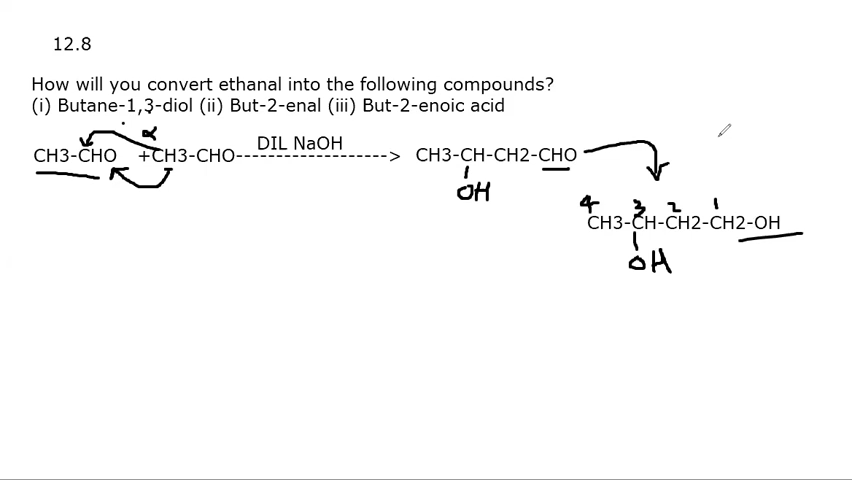 12.8
How will you convert ethanal into the following compounds?
(i) Butane-1,3-diol (ii) But-2-enal (iii) But-2-enoic acid
α
DIL NaOH
CH3-CHO +CH3-CHO----------------------> CH3-CH-CH2-CHO
OH
4 3 2 1
CH3-CH-CH2-CH2-OH
OH